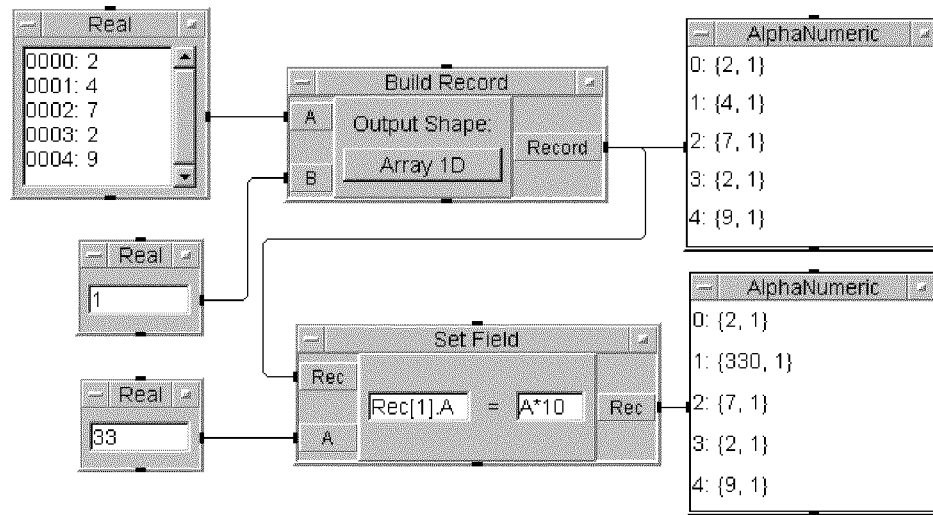 Real
0000: 2
0001: 4
0002: 7
0003: 2
0004: 9
Build Record
A
Output Shape:
Array 1D
B
Record
AlphaNumeric
0: {2, 1}
1: {4, 1}
2: {7, 1}
3: {2, 1}
4: {9, 1}
Real
1
Real
33
Set Field
Rec
A
Rec[1].A = A*10
Rec
AlphaNumeric
0: {2, 1}
1: {330, 1}
2: {7, 1}
3: {2, 1}
4: {9, 1}